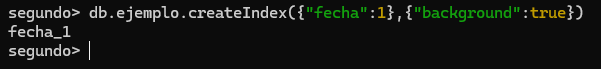 segundo> db.ejemplo.createIndex({"fecha":1},{"background":true})
fecha_1
segundo>